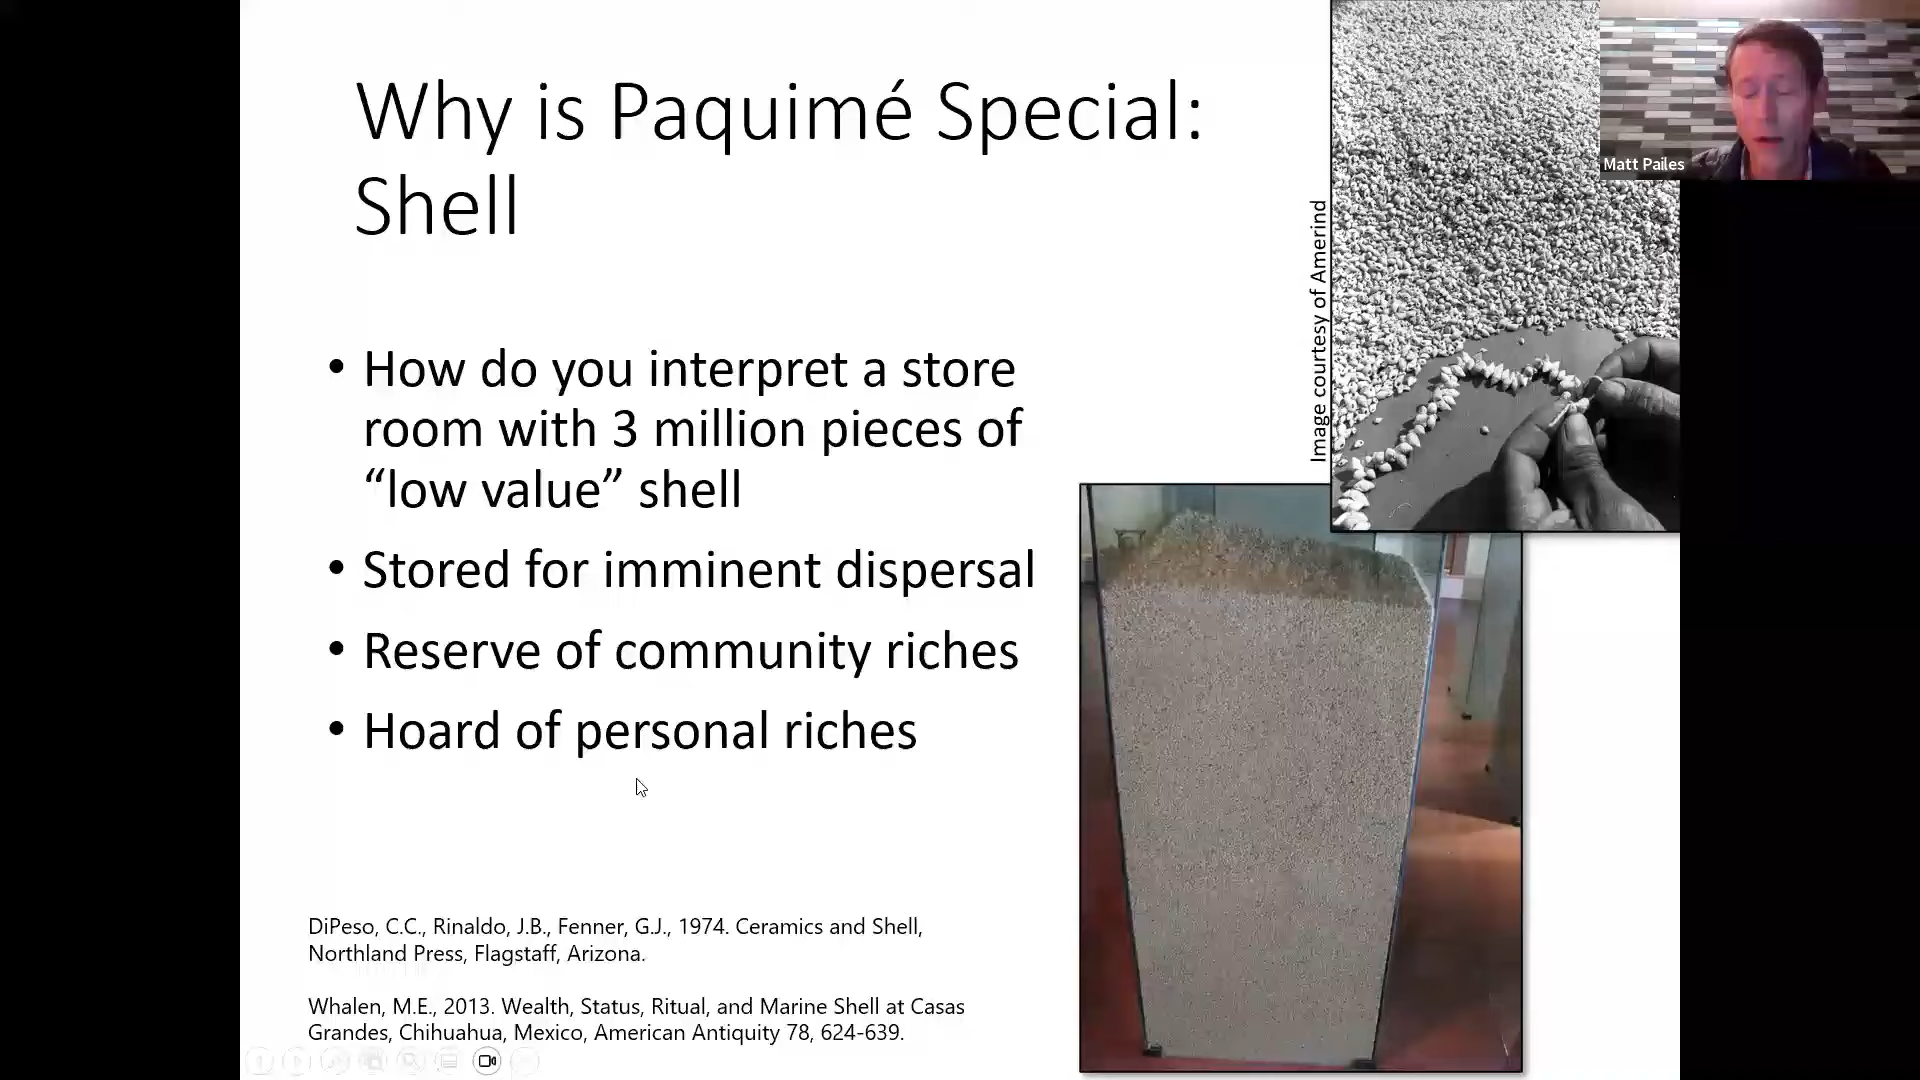 Why is Paquimé Special:
Shell
• How do you interpret a store
room with 3 million pieces of
“low value” shell
• Stored for imminent dispersal
• Reserve of community riches
• Hoard of personal riches
DiPeso, C.C., Rinaldo, J.B., Fenner, G.J., 1974. Ceramics and Shell,
Northland Press, Flagstaff, Arizona.
Whalen, M.E., 2013. Wealth, Status, Ritual, and Marine Shell at Casas
Grandes, Chihuahua, Mexico, American Antiquity 78, 624-639.
Image courtesy of Amerind
Matt Pailes